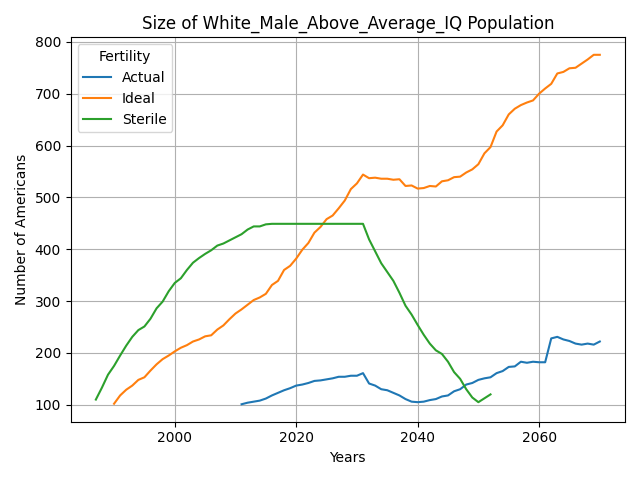 Size of White_Male_Above_Average_IQ Population
Fertility
Actual
Ideal
Sterile
Number of Americans
800
700
600
500
400
300
200
100
2000
2020
2040
2060
Years